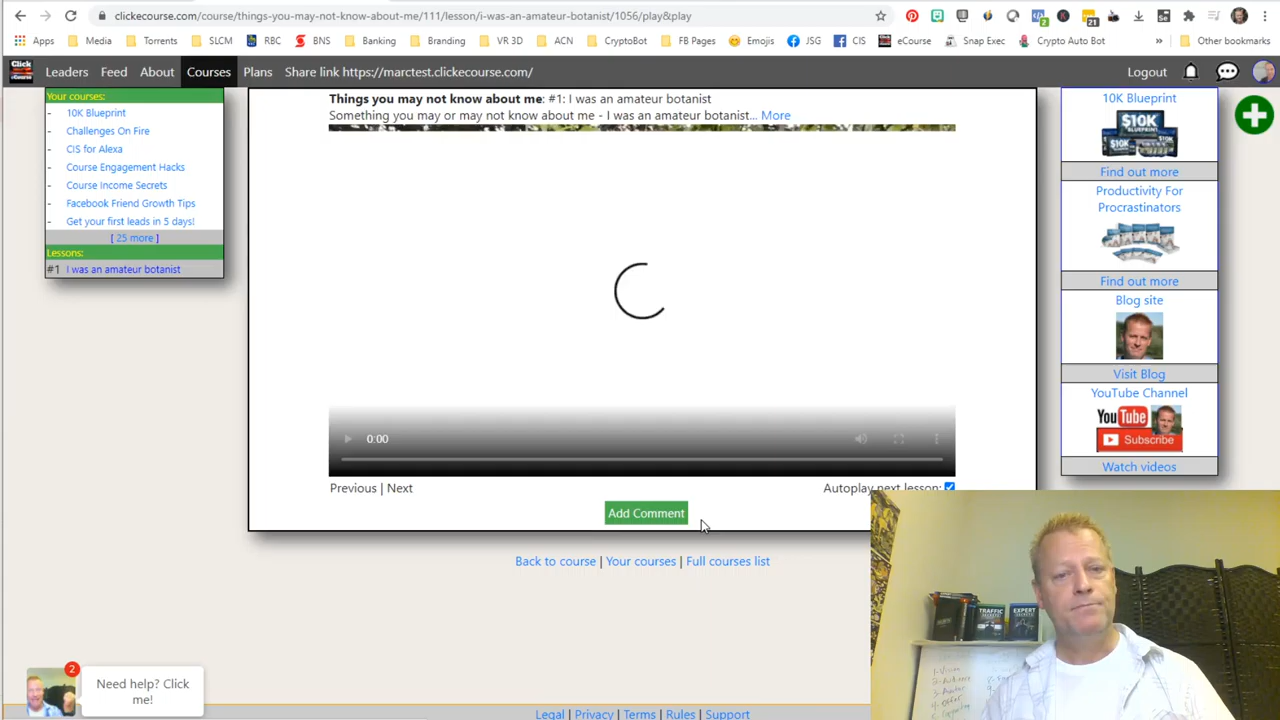 clickecourse.com/course/things-you-may-not-know-about-me/111/lesson/i-was-an-amateur-botanist/1056/play&play
Apps Media Torrents SLCM RBC BNS Banking Branding VR 3D ACN CryptoBot FB Pages Emojis JSG CIS eCourse Snap Exec Crypto Auto Bot » Other bookmarks
Click eCourse Leaders Feed About Courses Plans Share link https://marctest.clickecourse.com/ Logout
Your courses:
- 10K Blueprint
- Challenges On Fire
- CIS for Alexa
- Course Engagement Hacks
- Course Income Secrets
- Facebook Friend Growth Tips
- Get your first leads in 5 days!
[ 25 more ]
Lessons:
#1 I was an amateur botanist
Things you may not know about me: #1: I was an amateur botanist
Something you may or may not know about me - I was an amateur botanist... More
0:00
Previous | Next
Autoplay next lesson:
Add Comment
Back to course | Your courses | Full courses list
10K Blueprint
$10K
BLUEPRINT
Find out more
Productivity For
Procrastinators
Find out more
Blog site
Visit Blog
YouTube Channel
YouTube
Subscribe
Watch videos
TRAFFIC
SECRETS
EXPERT
SECRETS
2
Need help? Click
me!
Legal | Privacy | Terms | Rules | Support